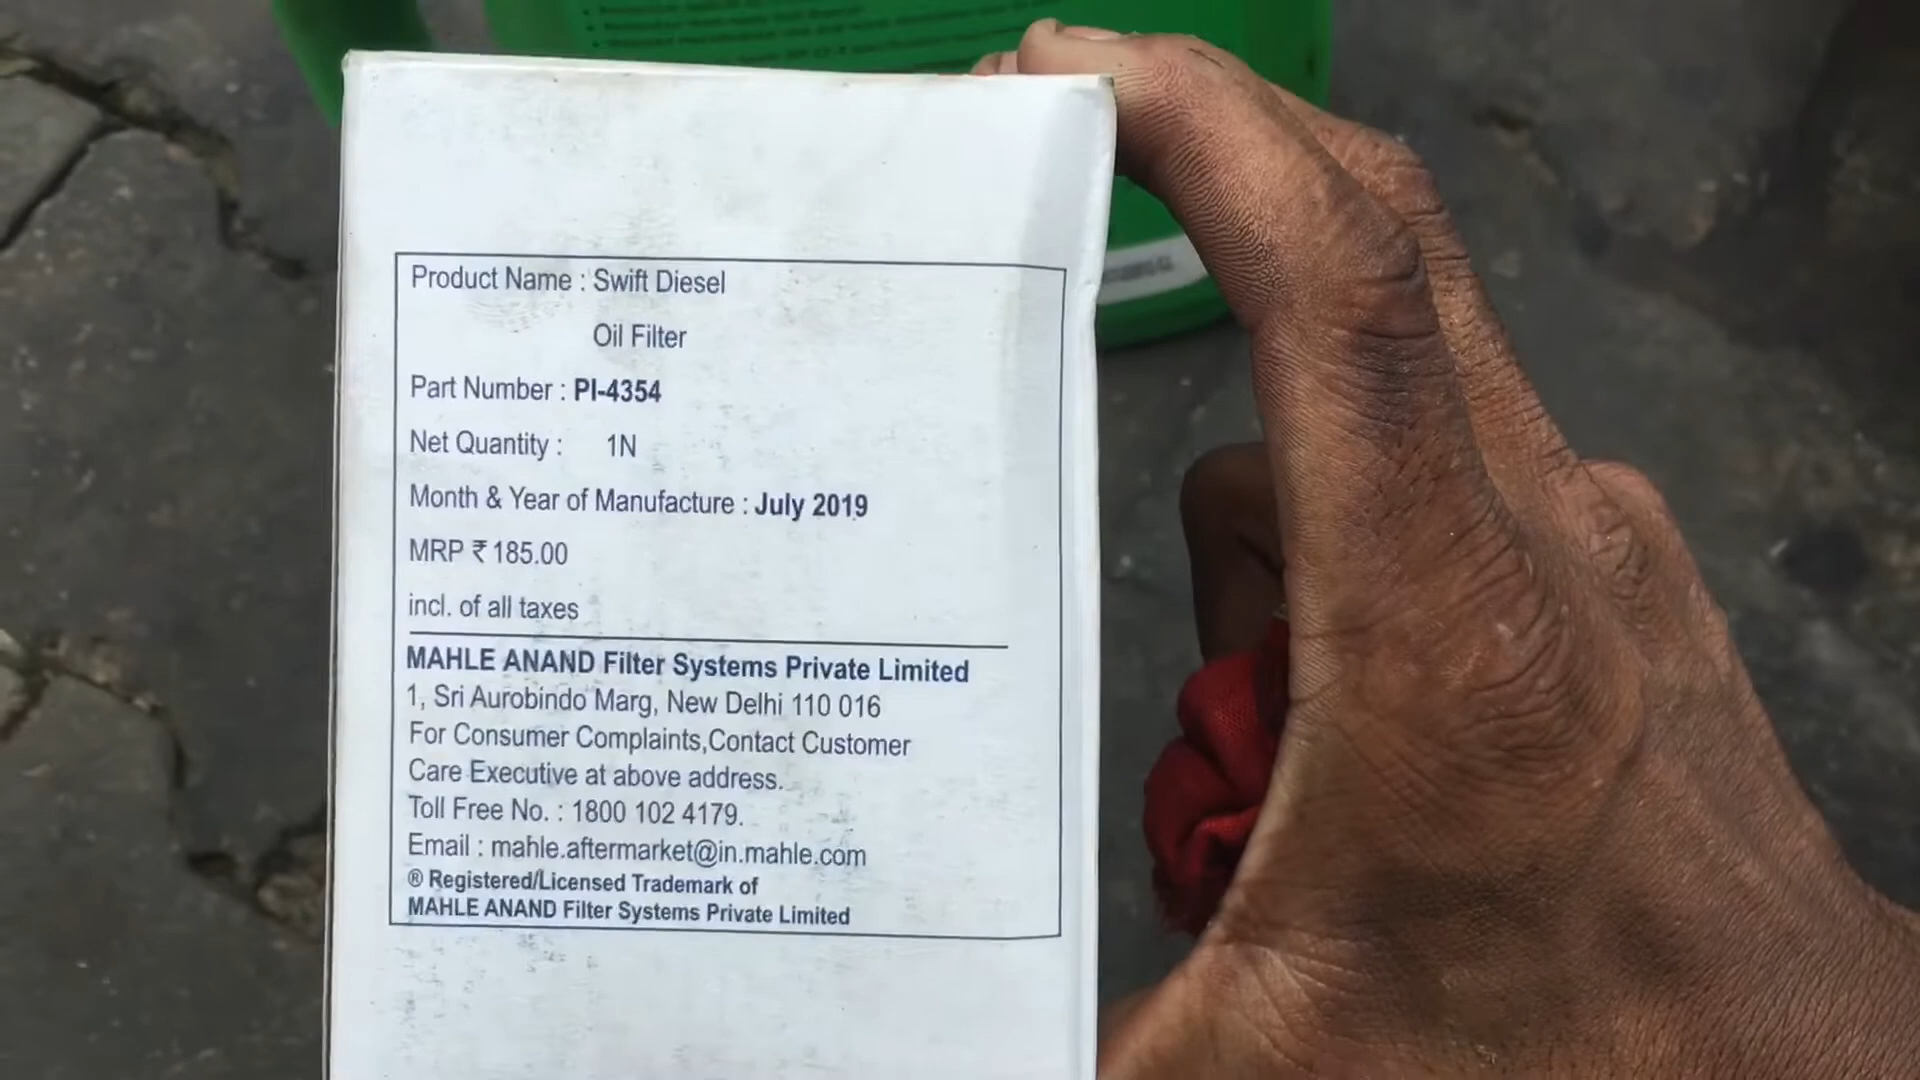 Product Name : Swift Diesel
Oil Filter
Part Number : PI-4354
Net Quantity : 1N
Month & Year of Manufacture : July 2019
MRP ₹ 185.00
incl. of all taxes
MAHLE ANAND Filter Systems Private Limited
1, Sri Aurobindo Marg, New Delhi 110 016
For Consumer Complaints,Contact Customer
Care Executive at above address.
Toll Free No. : 1800 102 4179.
Email : mahle.aftermarket@in.mahle.com
® Registered/Licensed Trademark of
MAHLE ANAND Filter Systems Private Limited